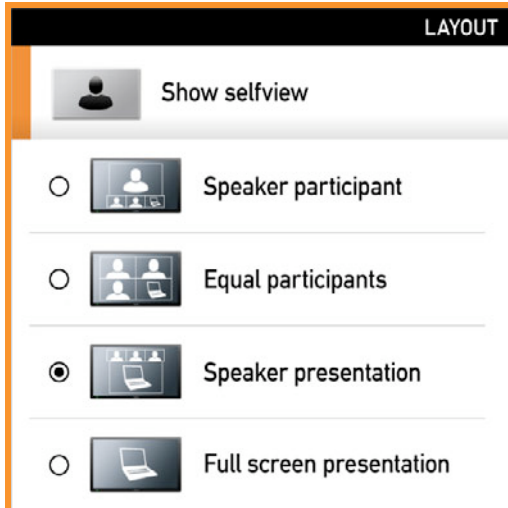 LAYOUT
Show selfview
Speaker participant
Equal participants
Speaker presentation
Full screen presentation